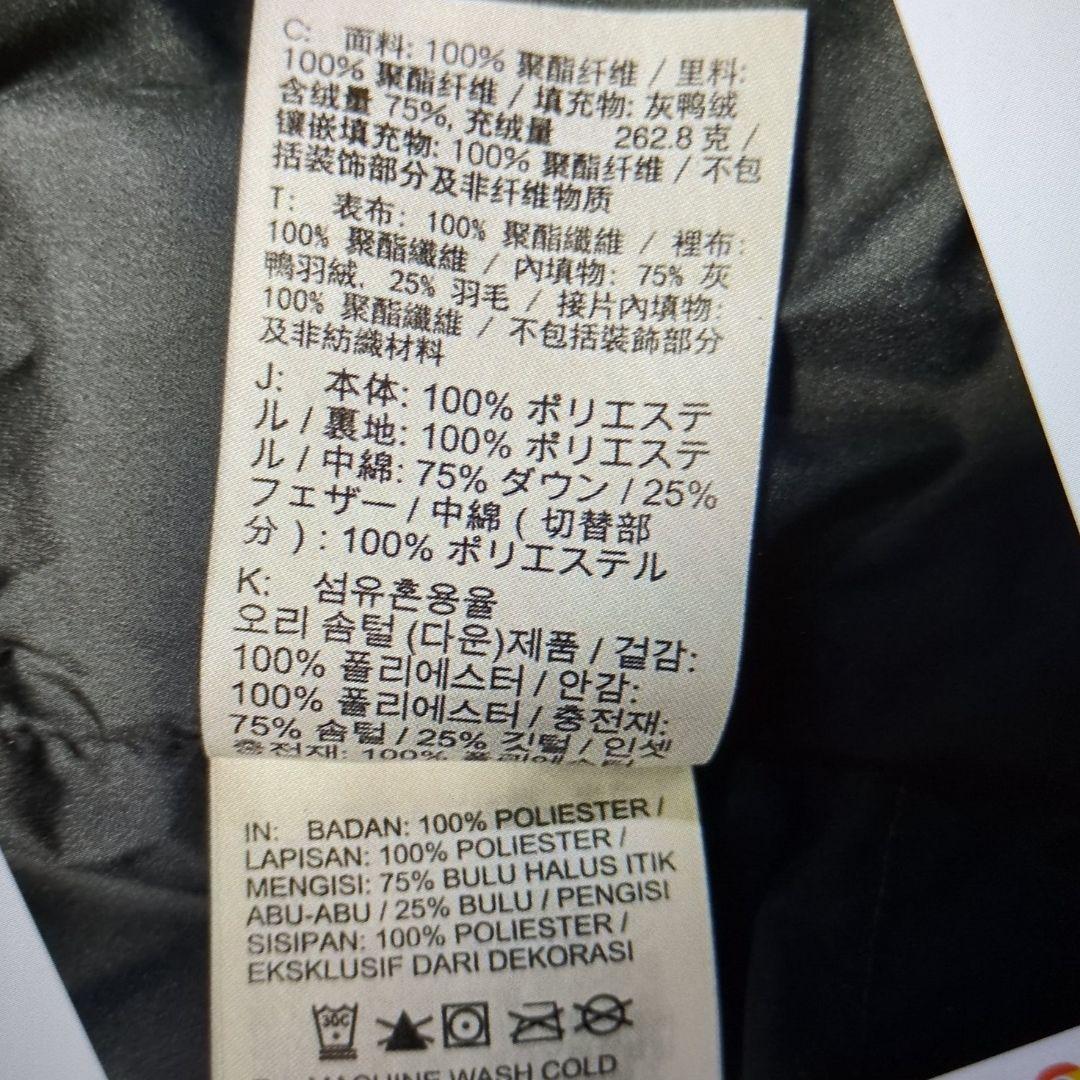 C: 面料: 100% 聚酯纤维 / 里料:
100% 聚酯纤维 / 填充物: 灰鸭绒
含绒量 75%, 充绒量 262.8 克 /
镶嵌填充物: 100% 聚酯纤维 / 不包
括装饰部分及非纤维物质
T: 表布: 100% 聚酯纖維 / 裡布:
100% 聚酯纖維 / 內填物: 75% 灰
鴨羽絨, 25% 羽毛 / 接片內填物:
100% 聚酯纖維 / 不包括裝飾部分
及非紡織材料
J: 本体: 100% ポリエステ
ル / 裏地: 100% ポリエステ
ル / 中綿: 75% ダウン / 25%
フェザー / 中綿 ( 切替部
分 ) : 100% ポリエステル
K: 섬유혼용율
오리 솜털 (다운)제품 / 겉감:
100% 폴리에스터 / 안감:
100% 폴리에스터 / 충전재:
75% 솜털 / 25% 깃털 / 인셋
충전재: 100% 폴리에스터
IN: BADAN: 100% POLIESTER /
LAPISAN: 100% POLIESTER /
MENGISI: 75% BULU HALUS ITIK
ABU-ABU / 25% BULU / PENGISI
SISIPAN: 100% POLIESTER /
EKSKLUSIF DARI DEKORASI
30C
MACHINE WASH COLD